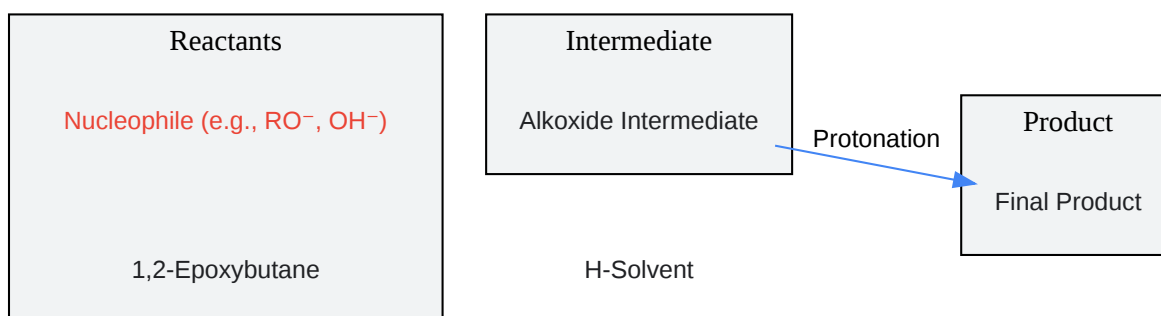 Reactants
Nucleophile (e.g., RO⁻, OH⁻)
1,2-Epoxybutane
Intermediate
Alkoxide Intermediate
H-Solvent
Protonation
Product
Final Product